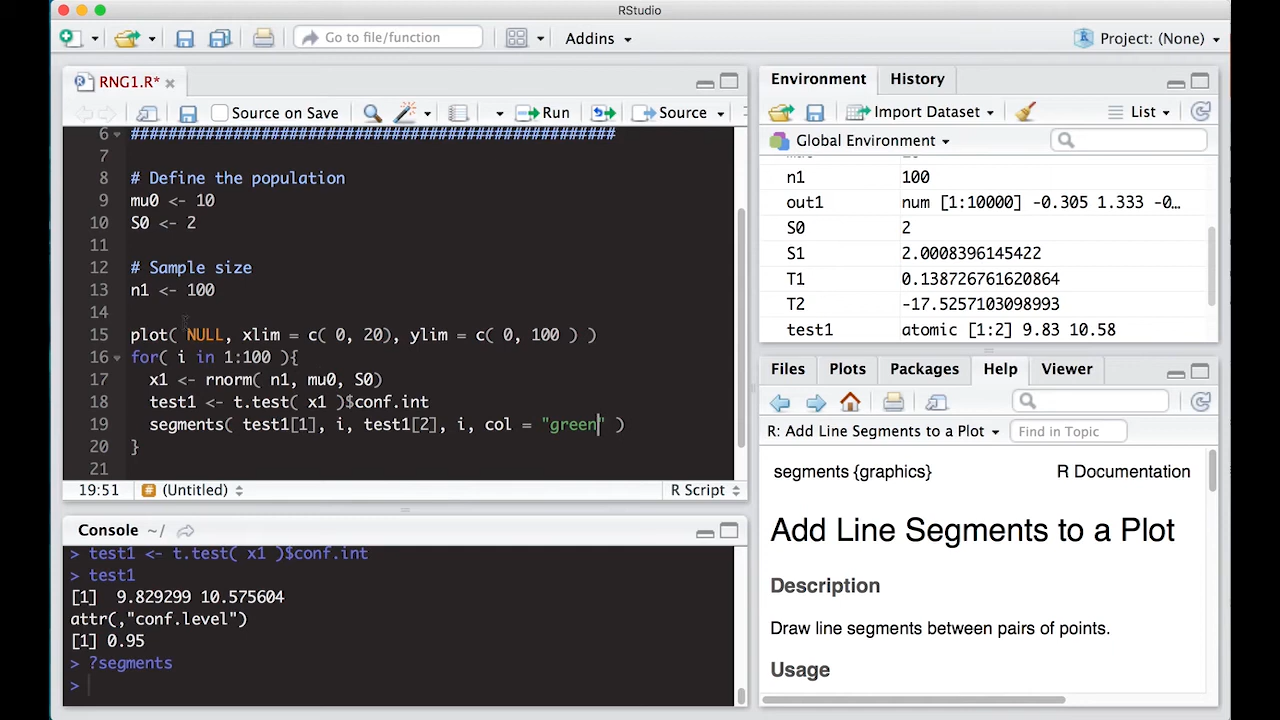 RStudio
Go to file/function
Addins
Project: (None)
RNG1.R*
Source on Save
Run
Source
6 ####################################################
7
8 # Define the population
9 mu0 <- 10
10 S0 <- 2
11
12 # Sample size
13 n1 <- 100
14
15 plot( NULL, xlim = c( 0, 20), ylim = c( 0, 100 ) )
16 for( i in 1:100 ){
17 x1 <- rnorm( n1, mu0, S0)
18 test1 <- t.test( x1 )$conf.int
19 segments( test1[1], i, test1[2], i, col = "green" )
20 }
21
19:51
(Untitled)
R Script
Console ~/
> test1 <- t.test( x1 )$conf.int
> test1
[1] 9.829299 10.575604
attr(,"conf.level")
[1] 0.95
> ?segments
>
Environment
History
Import Dataset
List
Global Environment
n1 100
out1 num [1:10000] -0.305 1.333 -0…
S0 2
S1 2.0008396145422
T1 0.138726761620864
T2 -17.5257103098993
test1 atomic [1:2] 9.83 10.58
Files
Plots
Packages
Help
Viewer
R: Add Line Segments to a Plot
Find in Topic
segments {graphics}
R Documentation
Add Line Segments to a Plot
Description
Draw line segments between pairs of points.
Usage